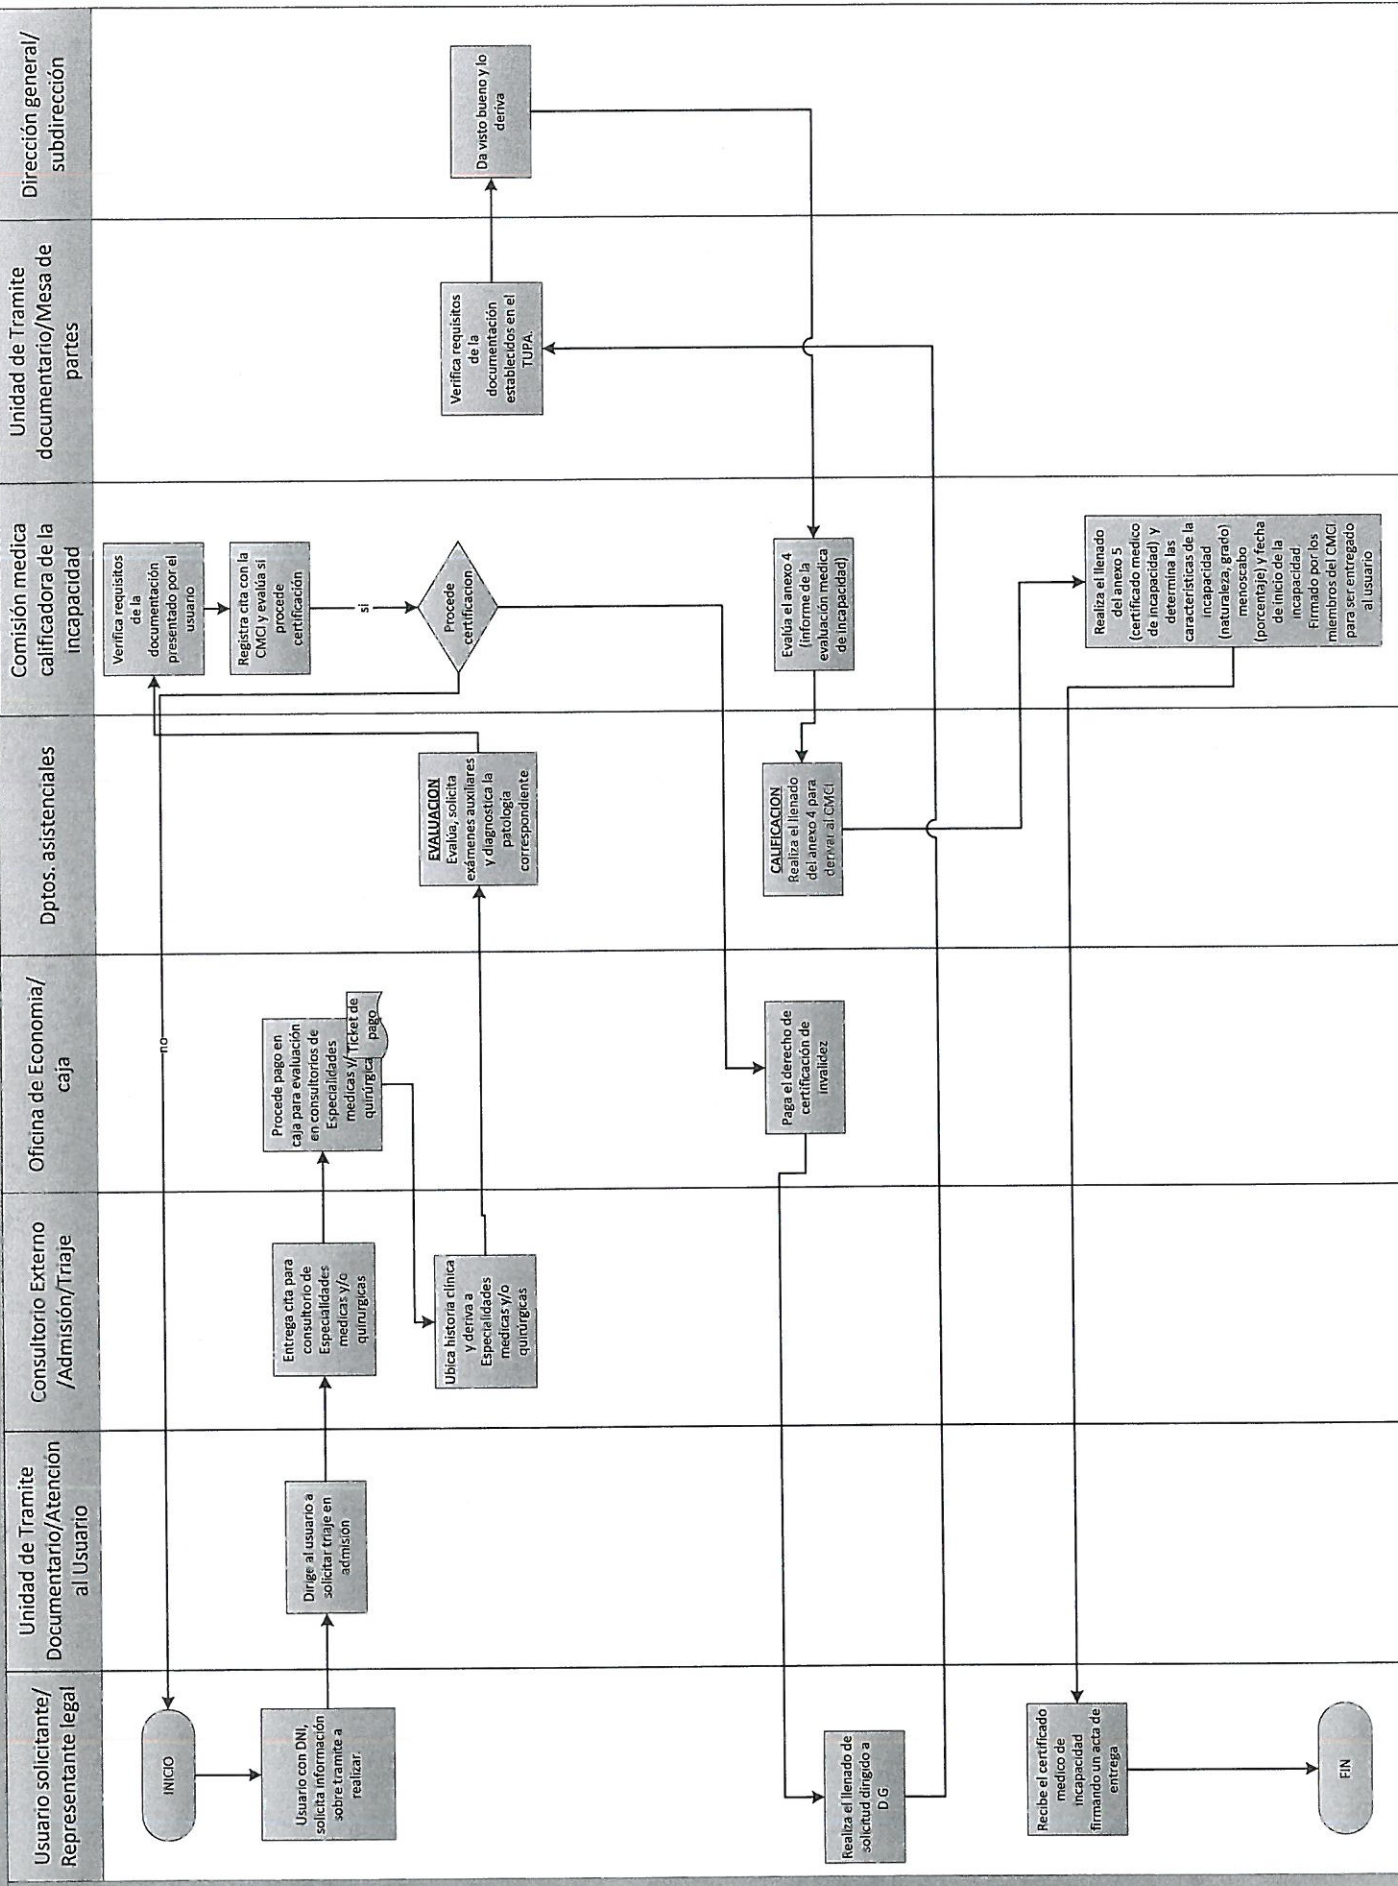 Usuario solicitante/
Representante legal
Unidad de Tramite
Documentario/Atención
al Usuario
Consultorio Externo
/Admisión/Triaje
Oficina de Economia/
caja
Dptos. asistenciales
Comisión medica
calificadora de la
incapacidad
Unidad de Tramite
documentario/Mesa de
partes
Dirección general/
subdirección
INICIO
Usuario con DNI,
solicita información
sobre tramite a
realizar.
Dirige al usuario a
solicitar triaje en
admisión
Entrega cita para
consultorio de
Especialidades
medicas y/o
quirurgicas
Procede pago en
caja para evaluación
en consultorios de
Especialidades
medicas y/
quirúrgica
Ticket de
pago
Ubica historia clínica
y deriva a
Especialidades
medicas y/o
quirúrgicas
EVALUACION
Evalúa, solicita
exámenes auxiliares
y diagnostica la
patología
correspondiente.
Verifica requisitos
de la
documentación
presentado por el
usuario
Registra cita con la
CMCI y evalúa si
procede
certificación
si
Procede
certificacion
no
Paga el derecho de
certificación de
invalidez
Realiza el llenado de
solicitud dirigido a
D.G
Verifica requisitos
de la
documentación
establecidos en el
TUPA.
Da visto bueno y lo
deriva
Evalúa el anexo 4
(informe de la
evaluación medica
de incapacidad)
CALIFICACION
Realiza el llenado
del anexo 4 para
derivar al CMCI
Realiza el llenado
del anexo 5
(certificado medico
de incapacidad) y
determina las
características de la
incapacidad
(naturaleza, grado)
menoscabo
(porcentaje) y fecha
de inicio de la
incapacidad.
Firmado por los
miembros del CMCI
para ser entregado
al usuario
Recibe el certificado
medico de
incapacidad
firmando un acta de
entrega
FIN